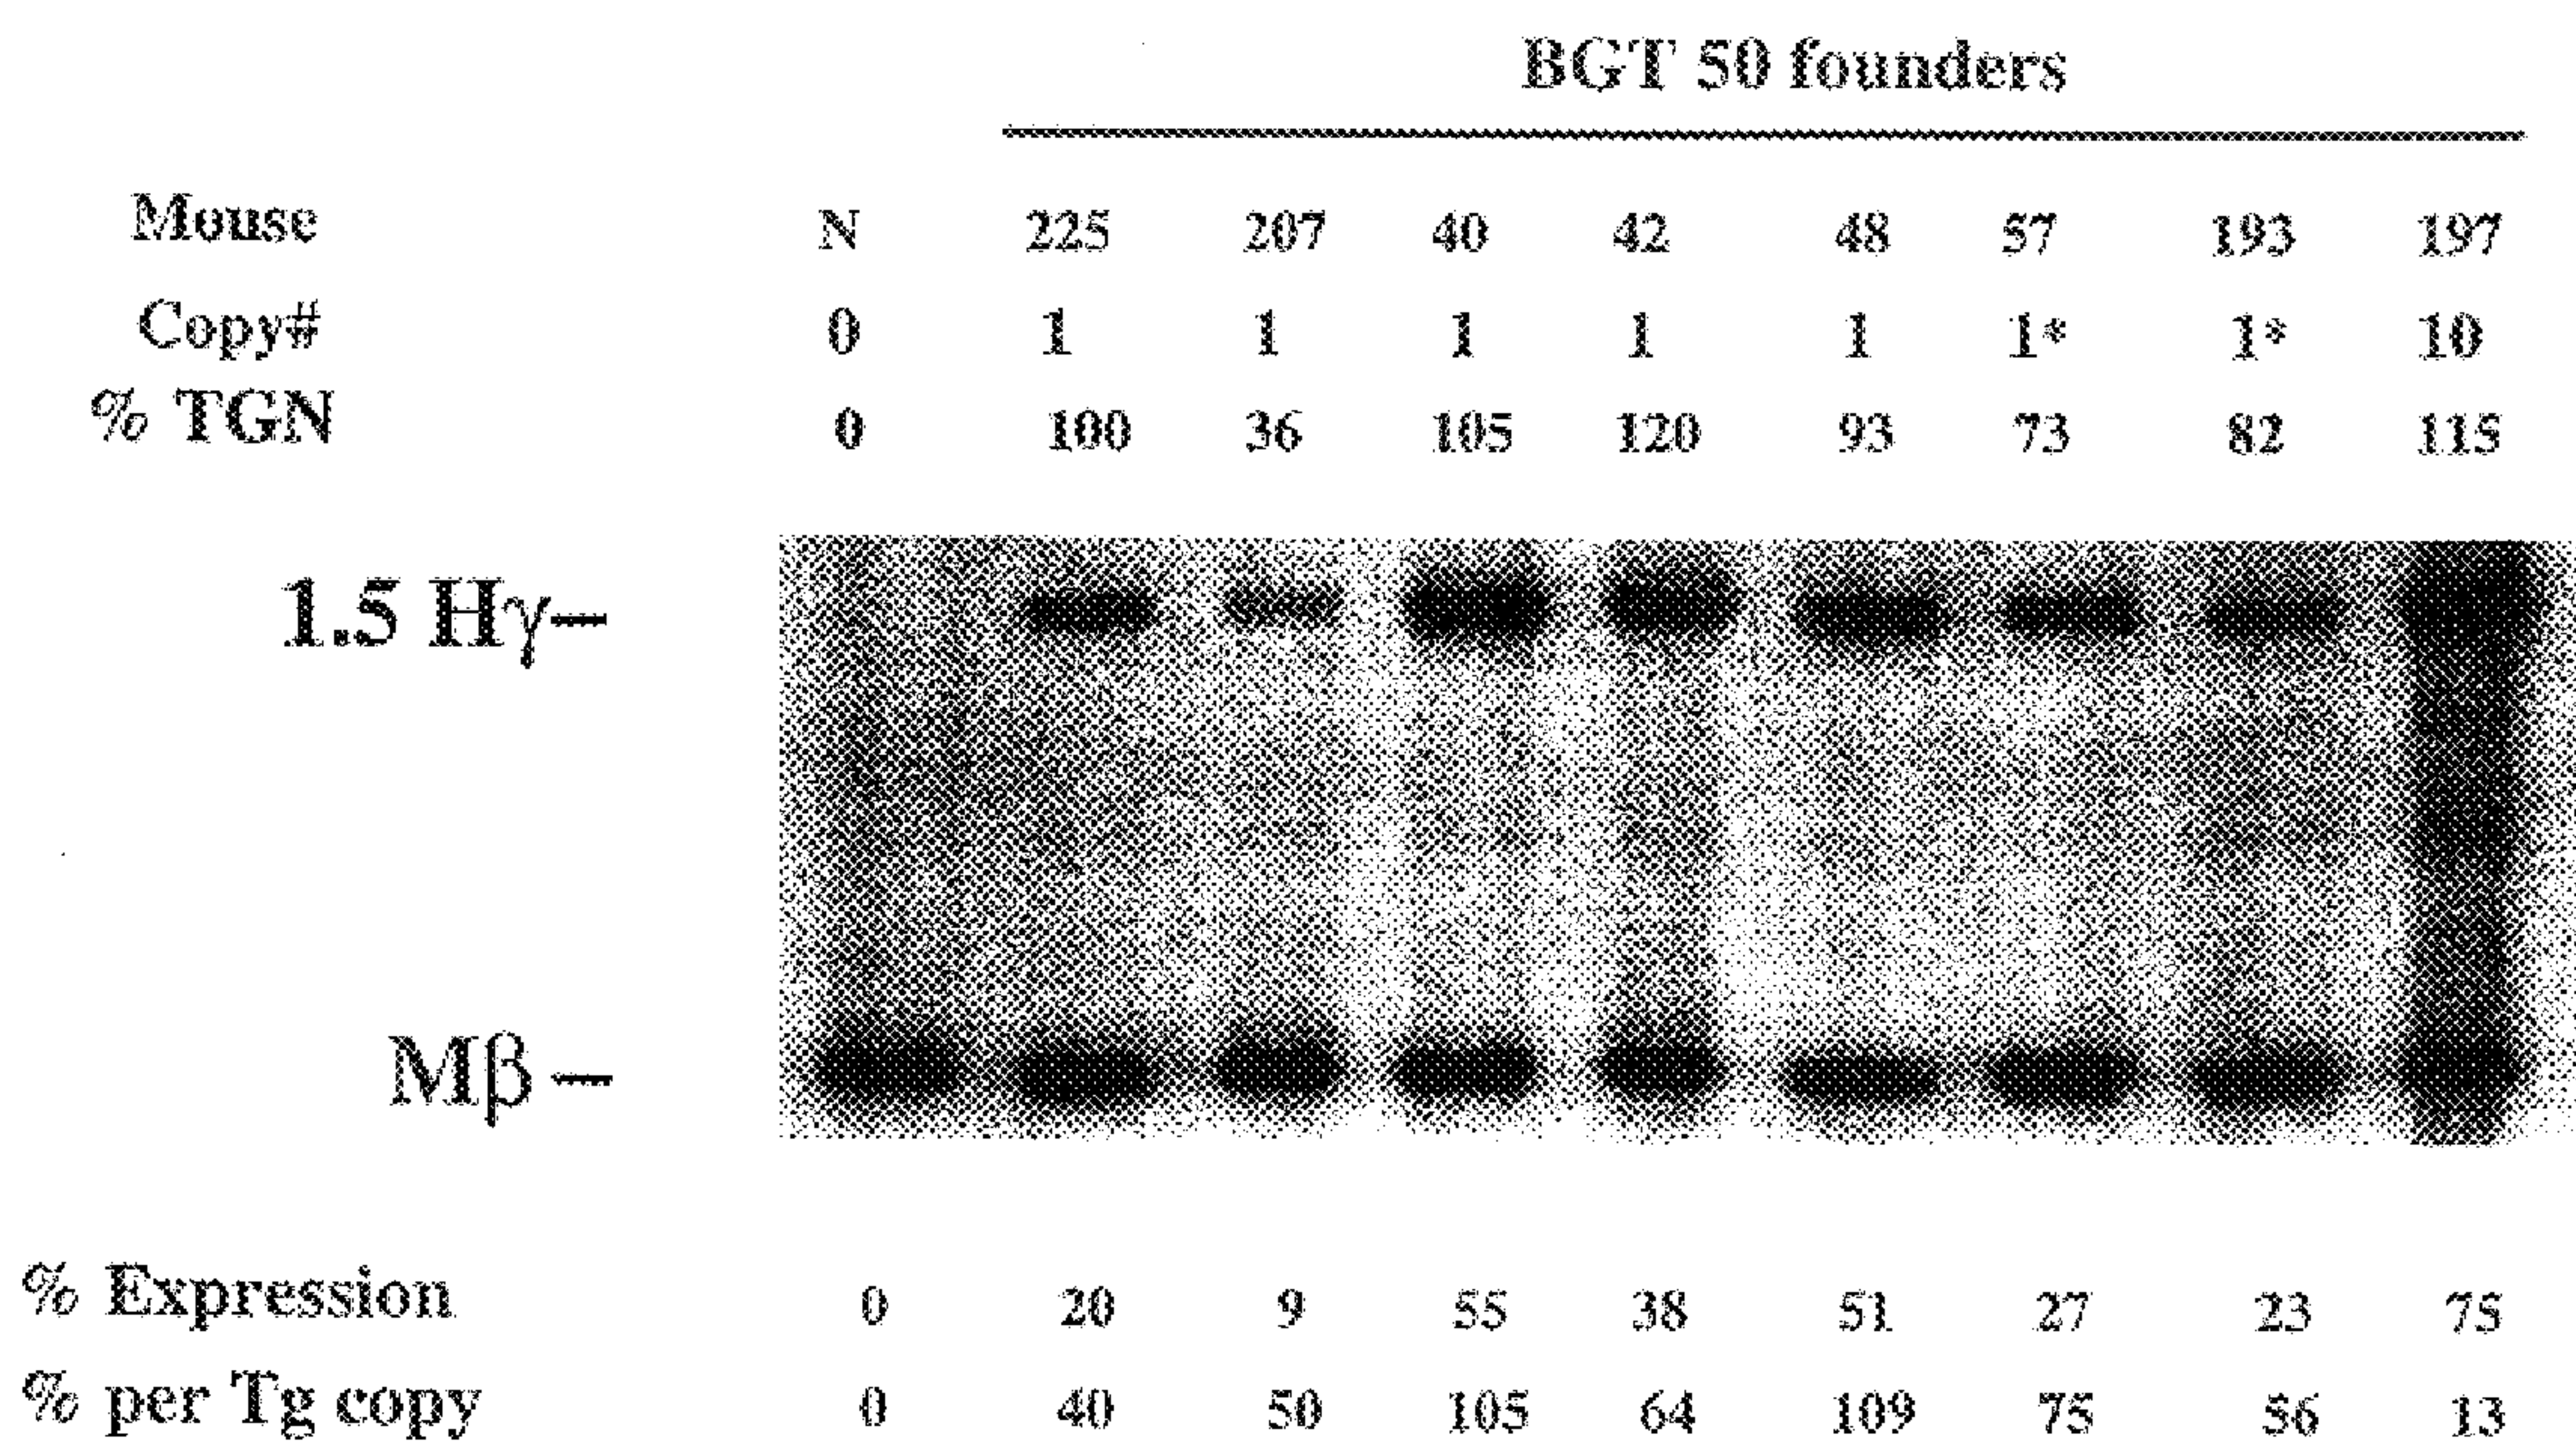 BGT 50 founders
Mouse N 225 207 40 42 48 57 193 197
Copy# 0 1 1 1 1 1 1* 1* 10
% TGN 0 100 36 105 120 93 73 82 115
1.5 Hγ–
Mβ –
% Expression 0 20 9 55 38 51 27 23 75
% per Tg copy 0 40 50 105 64 109 75 56 13